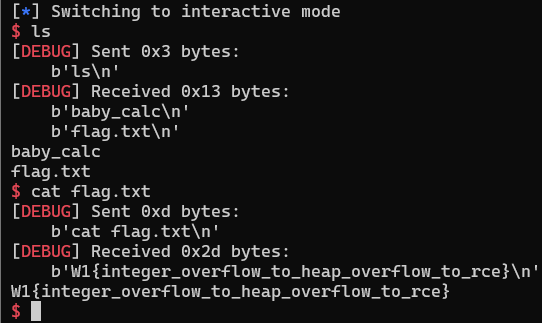 [*] Switching to interactive mode
$ ls
[DEBUG] Sent 0x3 bytes:
    b'ls\n'
[DEBUG] Received 0x13 bytes:
    b'baby_calc\n'
    b'flag.txt\n'
baby_calc
flag.txt
$ cat flag.txt
[DEBUG] Sent 0xd bytes:
    b'cat flag.txt\n'
[DEBUG] Received 0x2d bytes:
    b'W1{integer_overflow_to_heap_overflow_to_rce}\n'
W1{integer_overflow_to_heap_overflow_to_rce}
$